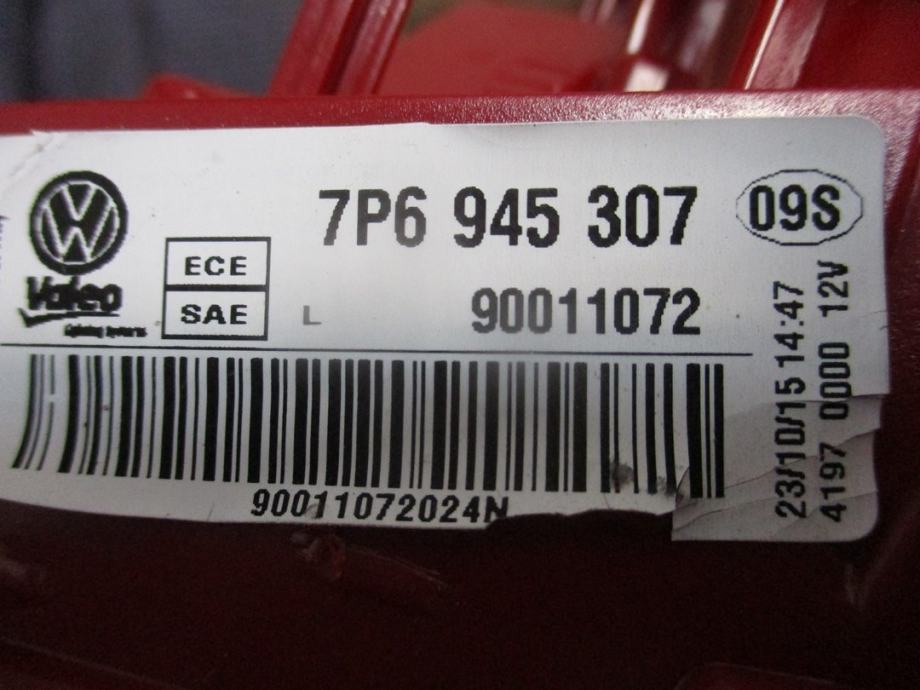 7P6 945 307
09S
Valeo
ECE
SAE
L
90011072
23/10/15 14:47
4197 0000 12V
90011072024N